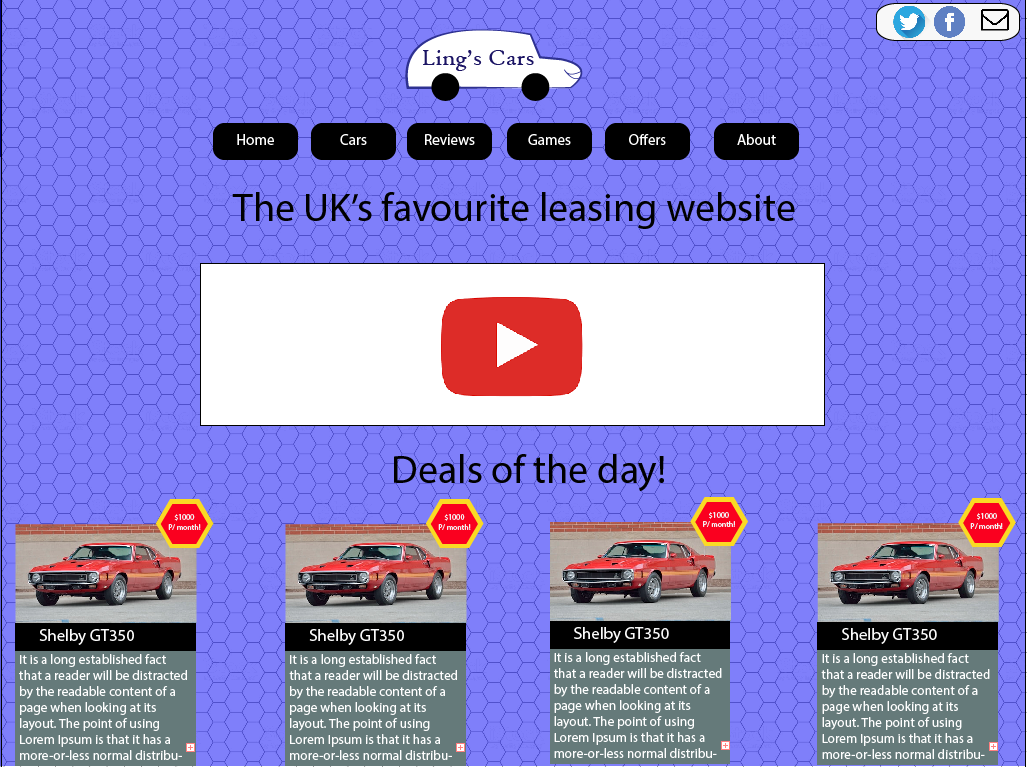 Ling's Cars
Home
Cars
Reviews
Games
Offers
About
The UK's favourite leasing website
Deals of the day!
$1000
P/ month!
Shelby GT350
It is a long established fact
that a reader will be distracted
by the readable content of a
page when looking at its
layout. The point of using
Lorem Ipsum is that it has a
more-or-less normal distribu-
$1000
P/ month!
Shelby GT350
It is a long established fact
that a reader will be distracted
by the readable content of a
page when looking at its
layout. The point of using
Lorem Ipsum is that it has a
more-or-less normal distribu-
$1000
P/ month!
Shelby GT350
It is a long established fact
that a reader will be distracted
by the readable content of a
page when looking at its
layout. The point of using
Lorem Ipsum is that it has a
more-or-less normal distribu-
$1000
P/ month!
Shelby GT350
It is a long established fact
that a reader will be distracted
by the readable content of a
page when looking at its
layout. The point of using
Lorem Ipsum is that it has a
more-or-less normal distribu-